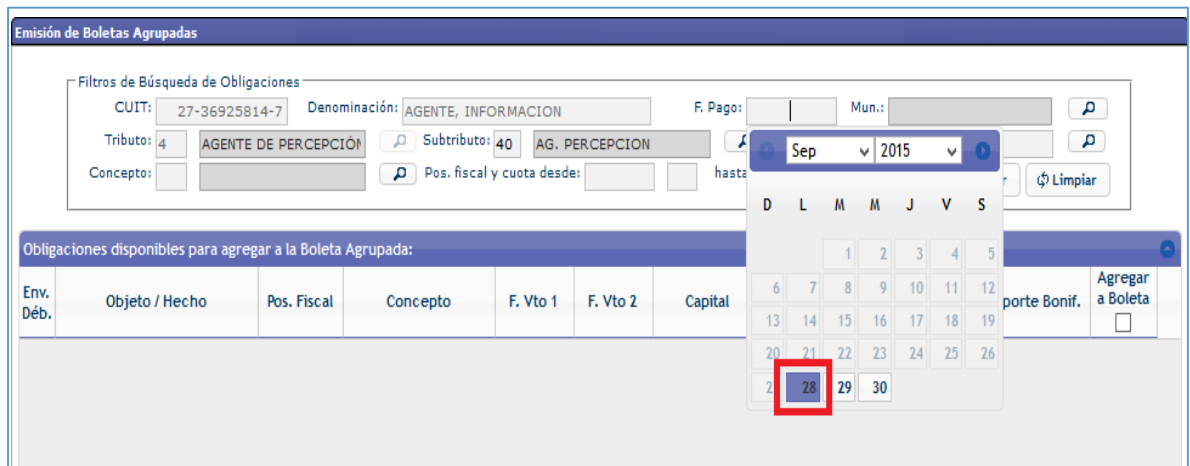 Emisión de Boletas Agrupadas
Filtros de Búsqueda de Obligaciones
CUIT: 27-36925814-7 Denominación: AGENTE, INFORMACION F. Pago: Mun.:
Tributo: 4 AGENTE DE PERCEPCIÓN Subtributo: 40 AG. PERCEPCION
Concepto: Pos. fiscal y cuota desde: hasta Limpiar
Sep 2015
D L M M J V S
1 2 3 4 5
6 7 8 9 10 11 12
13 14 15 16 17 18 19
20 21 22 23 24 25 26
28 29 30
Obligaciones disponibles para agregar a la Boleta Agrupada:
Env. Déb. Objeto / Hecho Pos. Fiscal Concepto F. Vto 1 F. Vto 2 Capital porte Bonif. Agregar a Boleta